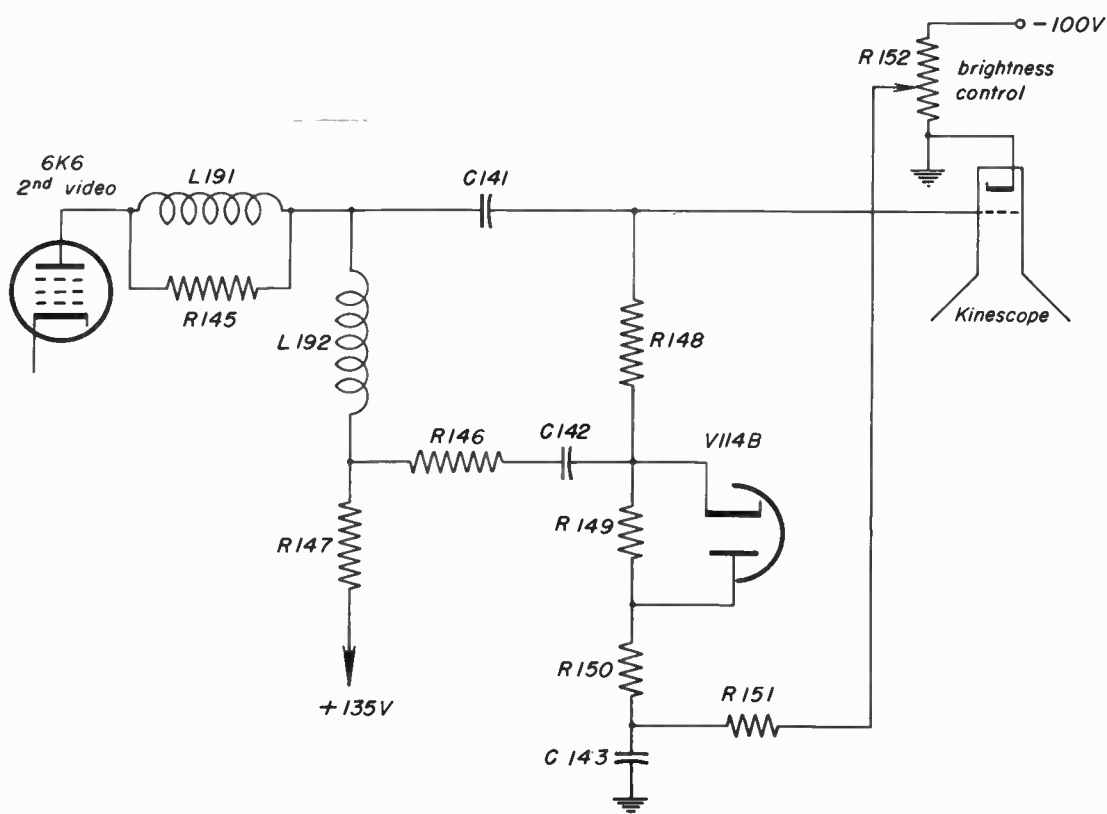 -100V
R152
brightness
control
6K6
2nd video
L191
C141
R145
Kinescope
L192
R148
R146
C142
V114B
R147
R149
R150
R151
+135V
C 143